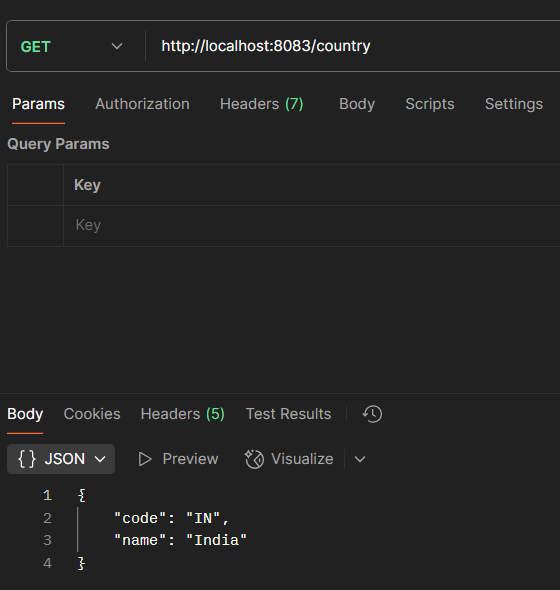 GET http://localhost:8083/country
Params Authorization Headers (7) Body Scripts Settings
Query Params
Key
Key
Body Cookies Headers (5) Test Results
{ } JSON Preview Visualize
1 {
2 "code": "IN",
3 "name": "India"
4 }